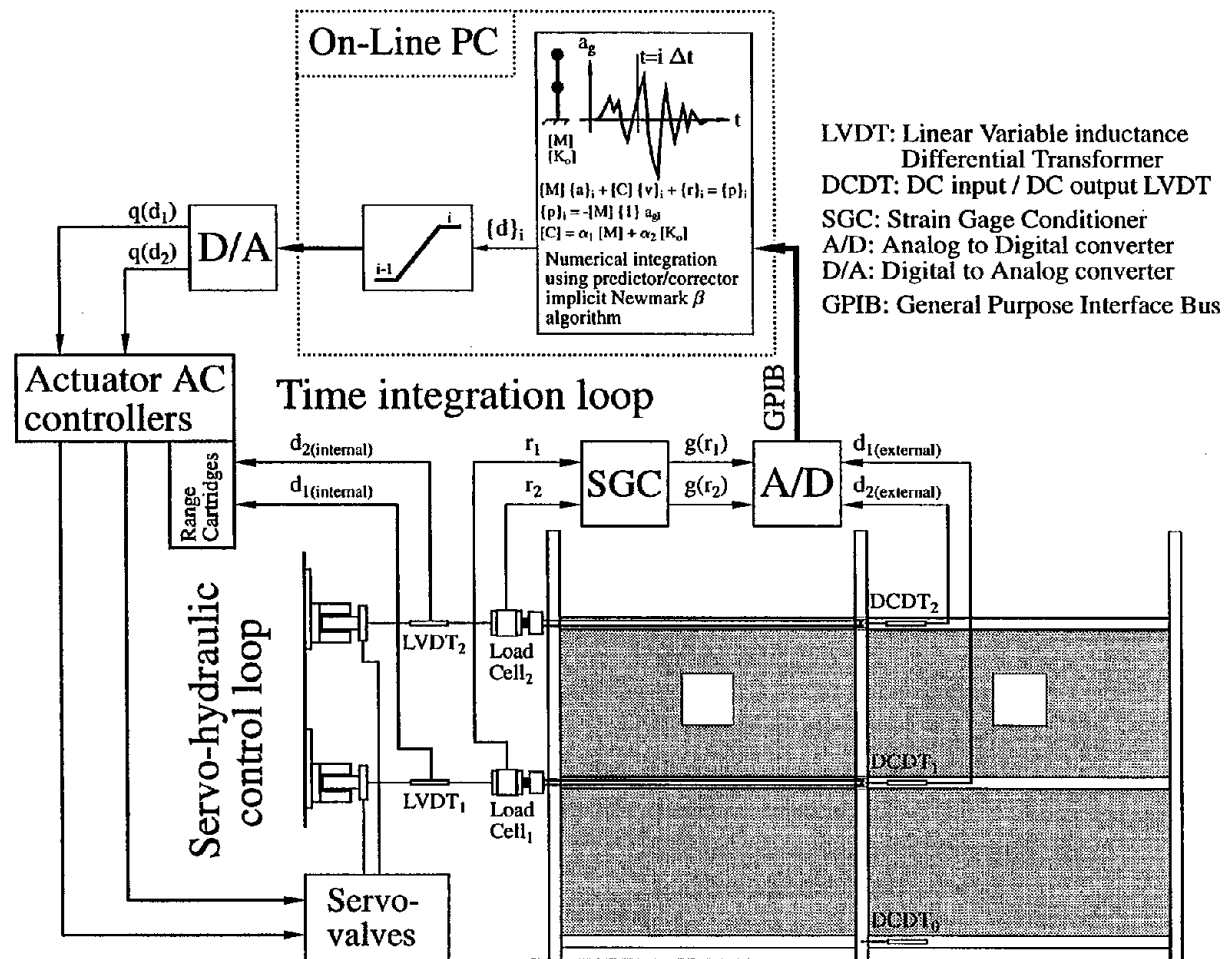 On-Line PC
a_g
t=i Δt
t
[M]
[K_o]
[M] {a}_i + [C] {v}_i + {r}_i = {p}_i
{p}_i = -[M] {1} a_gi
[C] = α_1 [M] + α_2 [K_o]
Numerical integration
using predictor/corrector
implicit Newmark β
algorithm
{d}_i
i
i-1
D/A
q(d_1)
q(d_2)
LVDT: Linear Variable inductance
Differential Transformer
DCDT: DC input / DC output LVDT
SGC: Strain Gage Conditioner
A/D: Analog to Digital converter
D/A: Digital to Analog converter
GPIB: General Purpose Interface Bus
Actuator AC
controllers
Range
Cartridges
Time integration loop
GPIB
d_2(internal)
d_1(internal)
r_1
r_2
SGC
g(r_1)
g(r_2)
A/D
d_1(external)
d_2(external)
Servo-hydraulic
control loop
LVDT_2
Load
Cell_2
DCDT_2
LVDT_1
Load
Cell_1
DCDT_1
Servo-
valves
DCDT_0